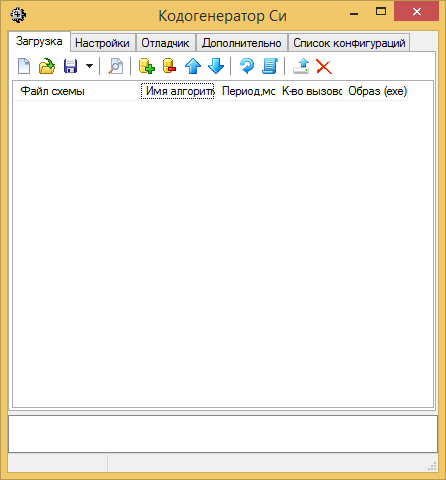 Кодогенератор Си
Загрузка Настройки Отладчик Дополнительно Список конфигураций
Файл схемы Имя алгорит Период,мс К-во вызово Образ (exe)